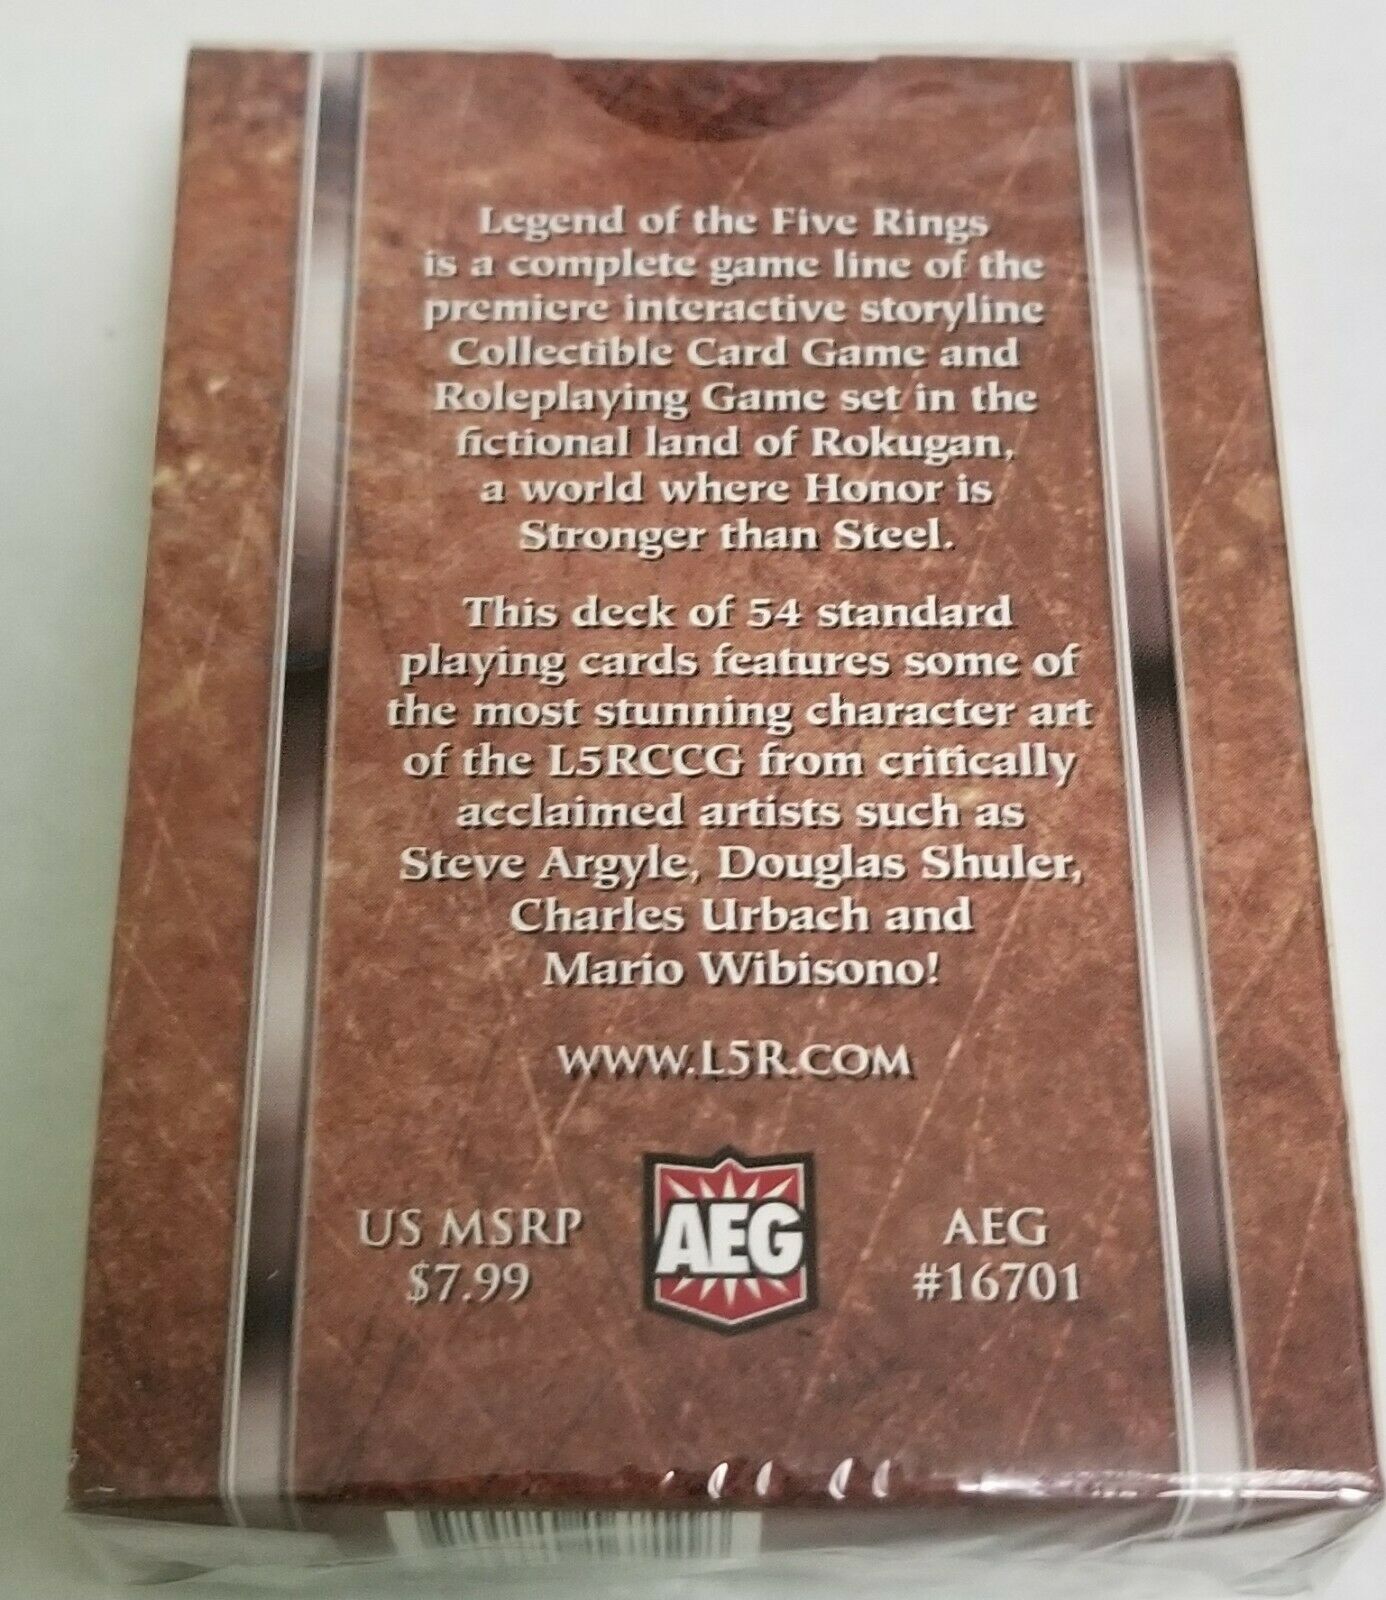 Legend of the Five Rings
is a complete game line of the
premiere interactive storyline
Collectible Card Game and
Roleplaying Game set in the
fictional land of Rokugan,
a world where Honor is
Stronger than Steel.
This deck of 54 standard
playing cards features some of
the most stunning character art
of the L5RCCG from critically
acclaimed artists such as
Steve Argyle, Douglas Shuler,
Charles Urbach and
Mario Wibisono!
WWW.L5R.COM
US MSRP
$7.99
AEG
AEG
#16701